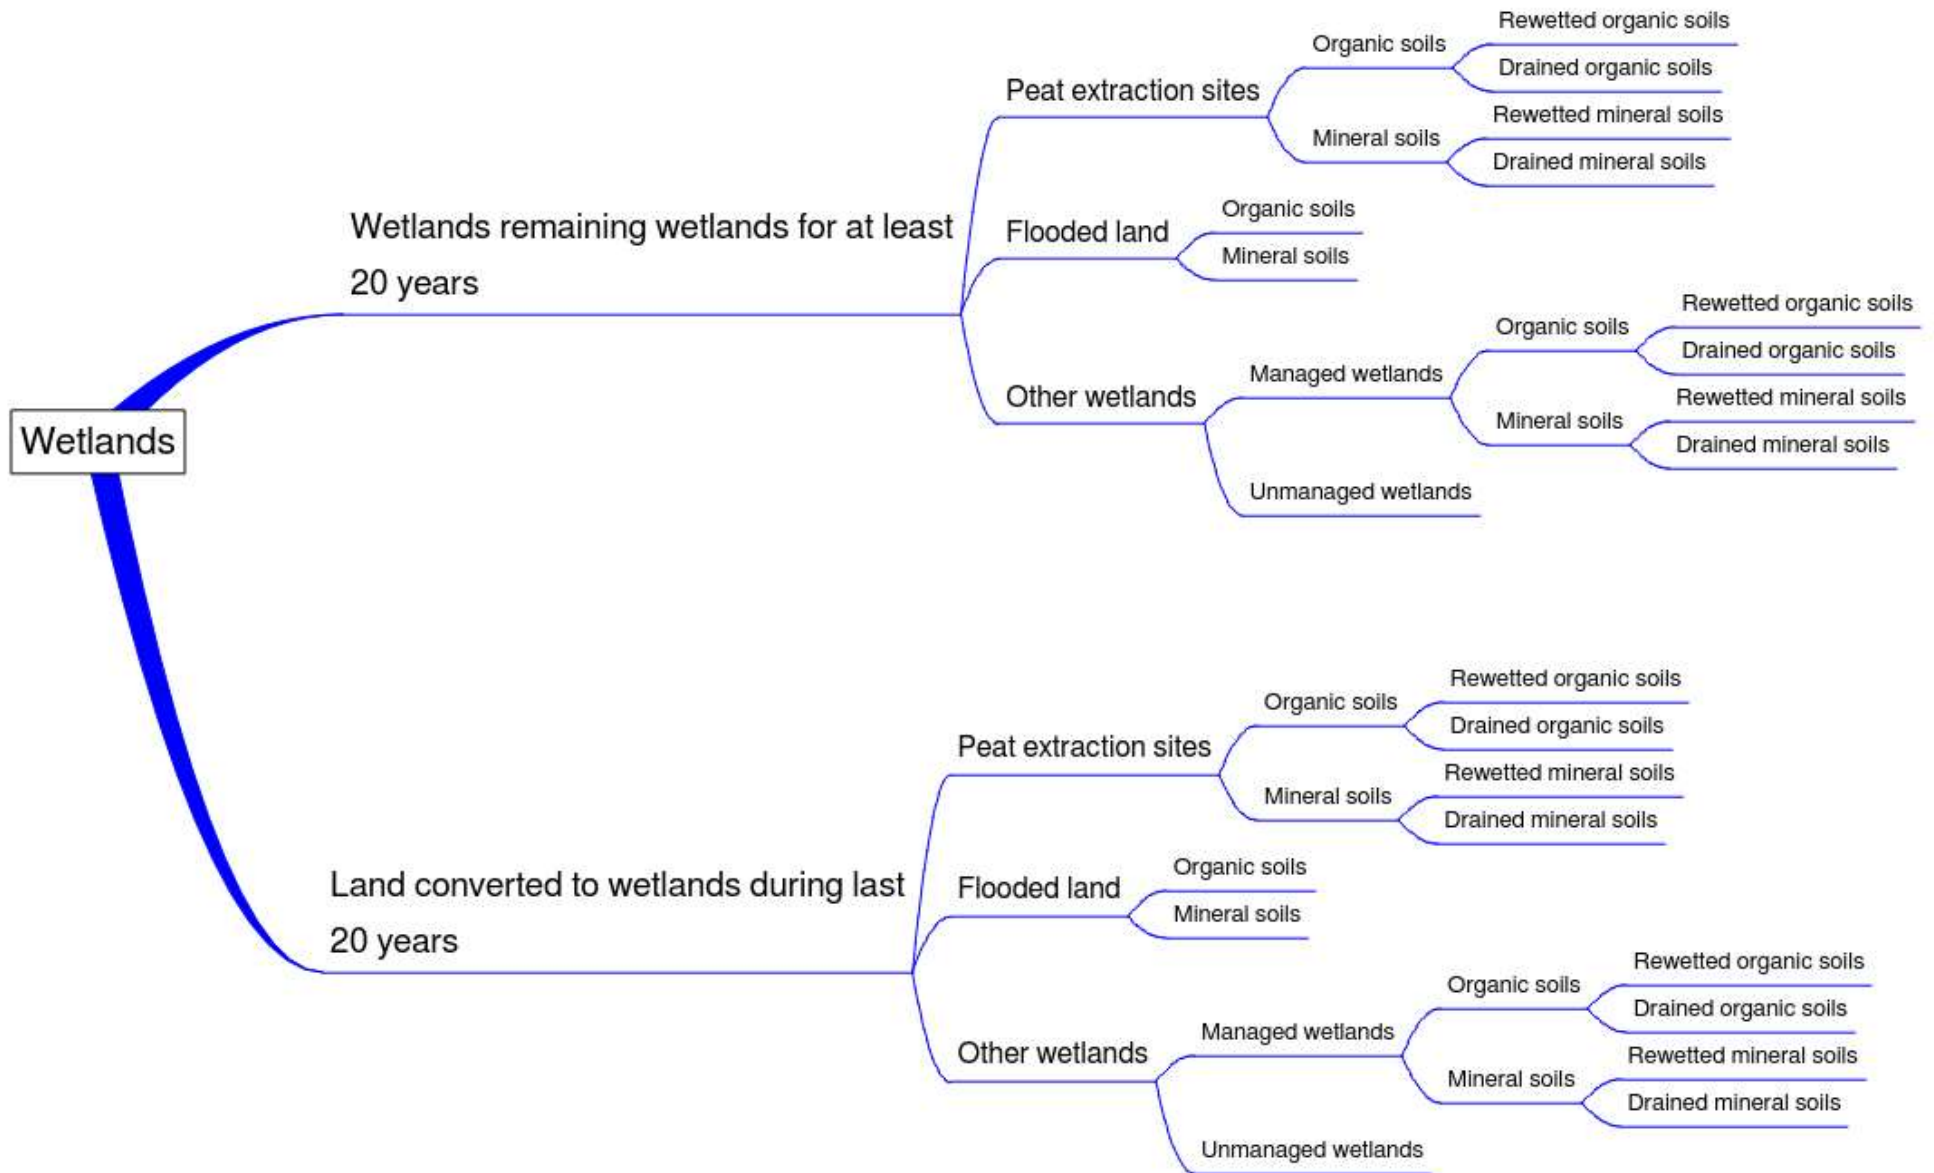 Wetlands
Wetlands remaining wetlands for at least
20 years
Peat extraction sites
Organic soils
Rewetted organic soils
Drained organic soils
Mineral soils
Rewetted mineral soils
Drained mineral soils
Flooded land
Organic soils
Mineral soils
Other wetlands
Managed wetlands
Organic soils
Rewetted organic soils
Drained organic soils
Mineral soils
Rewetted mineral soils
Drained mineral soils
Unmanaged wetlands
Land converted to wetlands during last
20 years
Peat extraction sites
Organic soils
Rewetted organic soils
Drained organic soils
Mineral soils
Rewetted mineral soils
Drained mineral soils
Flooded land
Organic soils
Mineral soils
Other wetlands
Managed wetlands
Organic soils
Rewetted organic soils
Drained organic soils
Mineral soils
Rewetted mineral soils
Drained mineral soils
Unmanaged wetlands